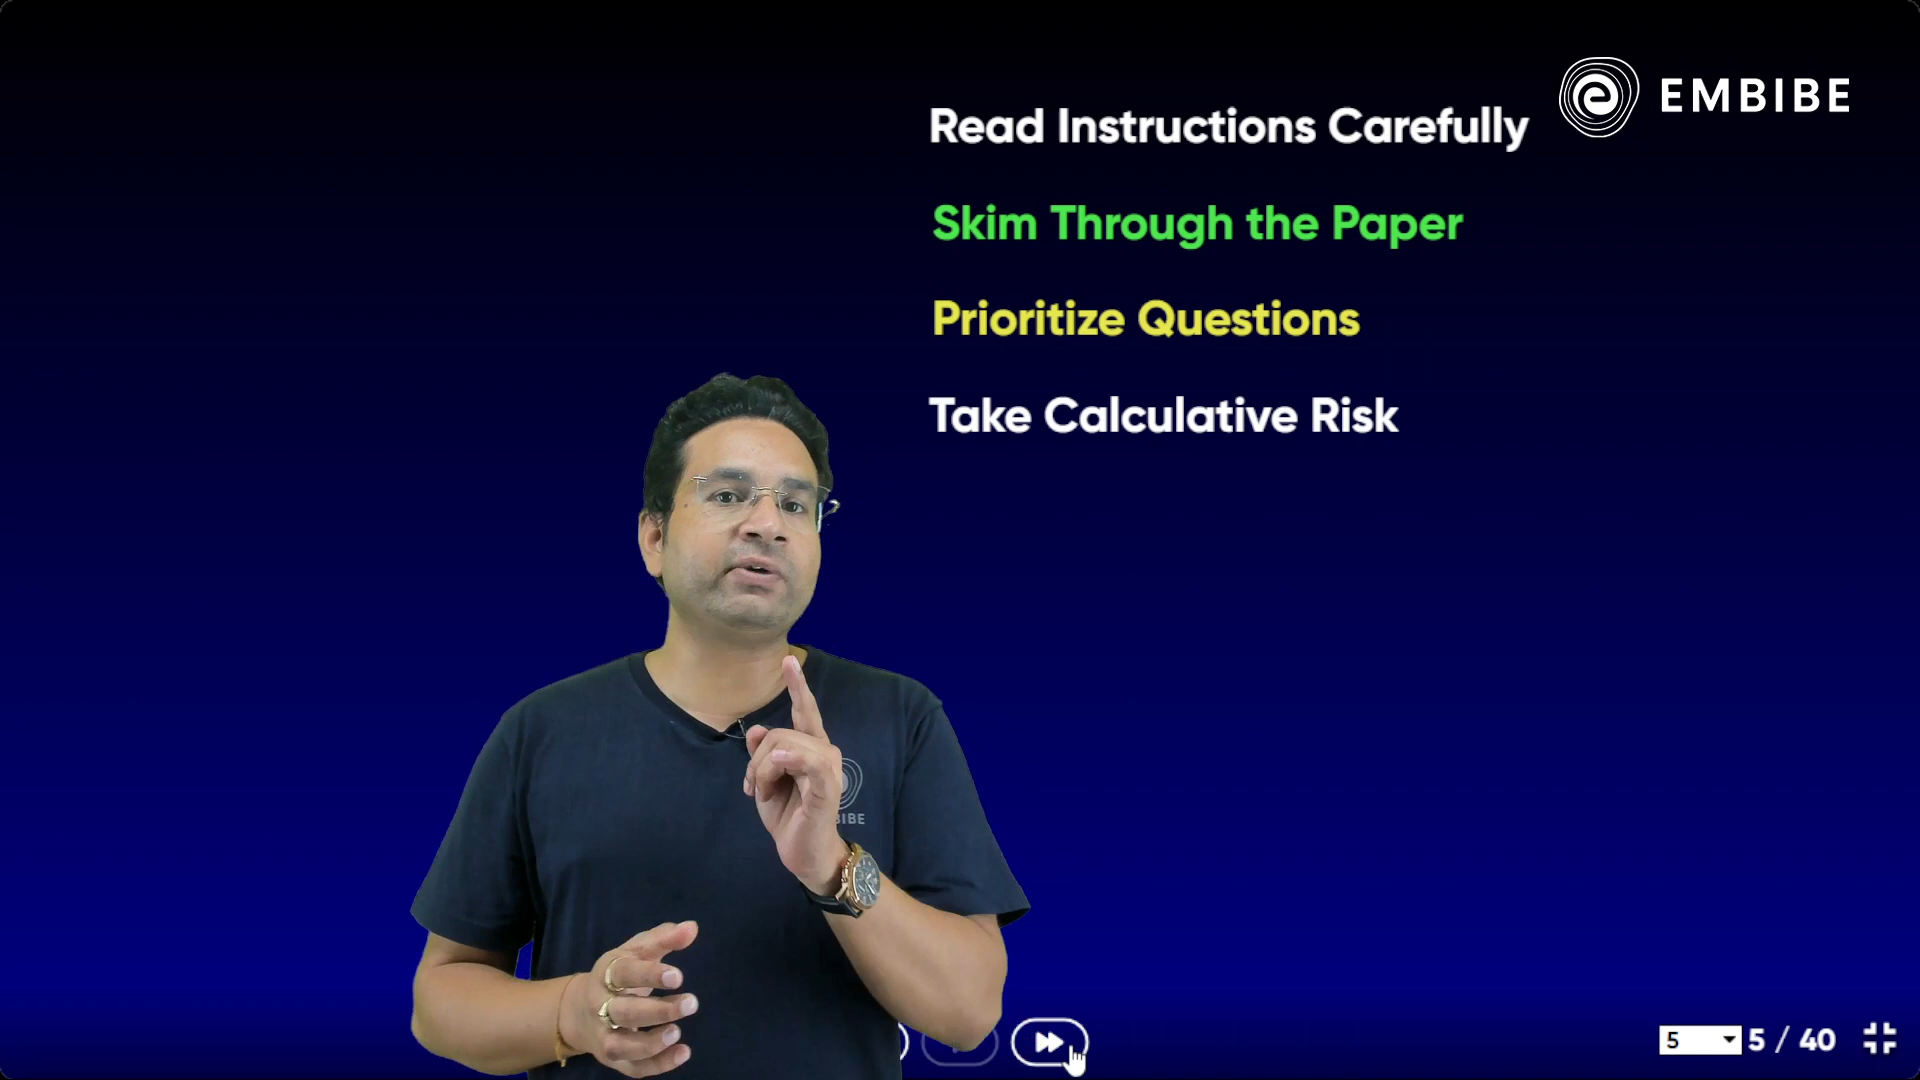 EMBIBE
Read Instructions Carefully
Skim Through the Paper
Prioritize Questions
Take Calculative Risk
5 5 / 40